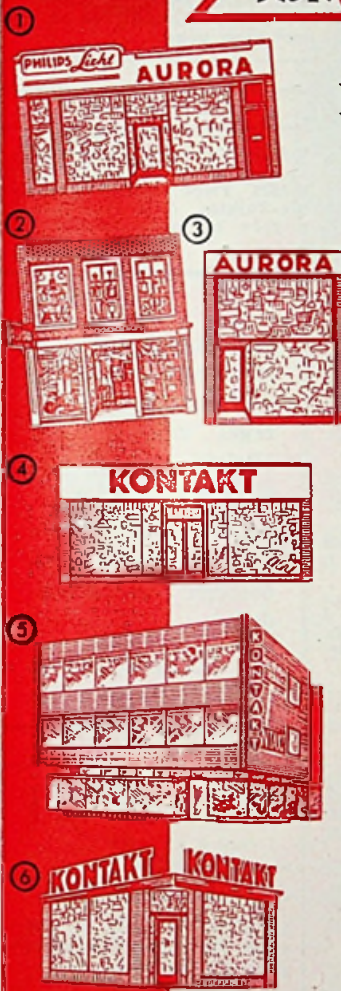 ①
PHILIPS Licht
AURORA
②
③
AURORA
④
KONTAKT
⑤
KONTAKT
⑥
KONTAKT KONTAKT